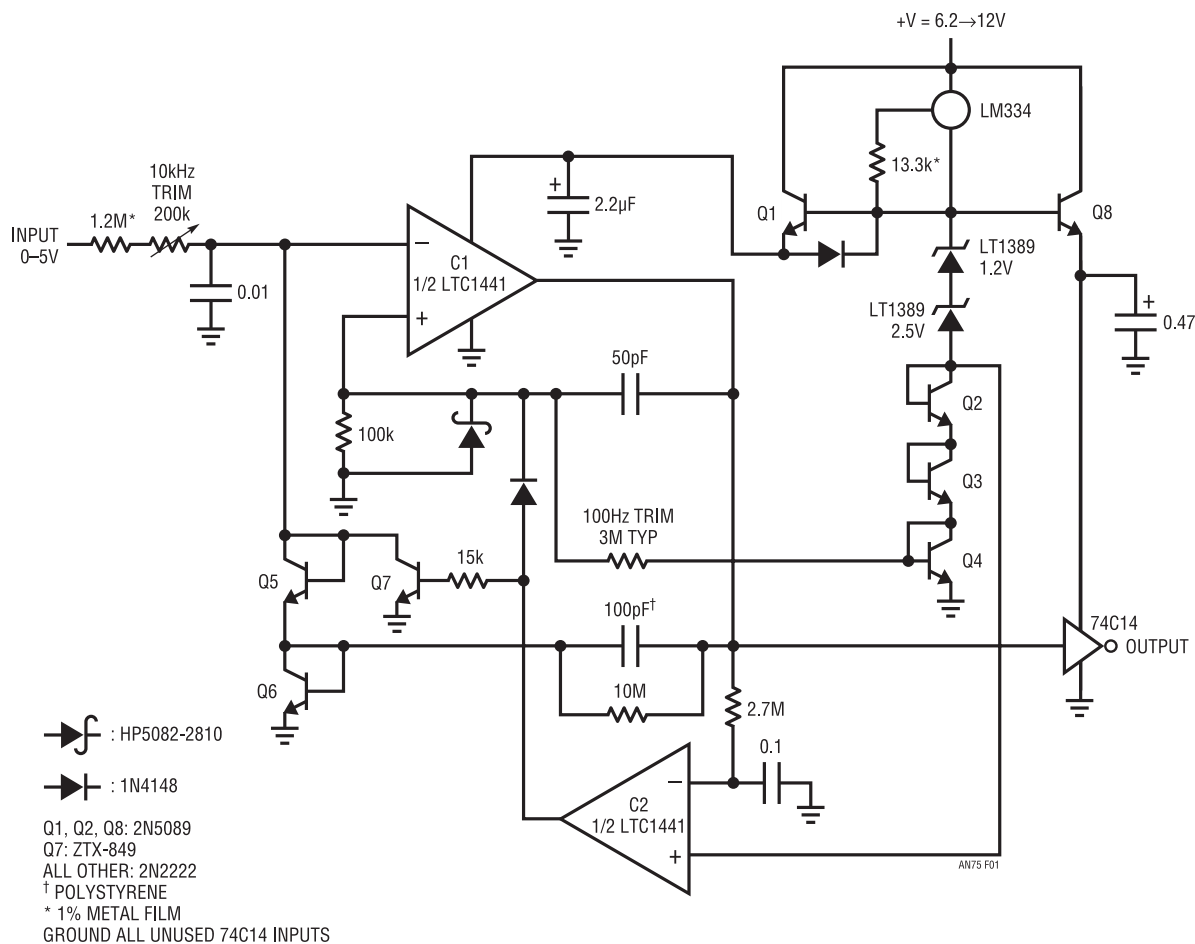 +V = 6.2→12V
LM334
10kHz
TRIM
200k
1.2M*
INPUT
0–5V
0.01
2.2µF
+
13.3k*
Q1
Q8
LT1389
1.2V
LT1389
2.5V
+
0.47
–
C1
1/2 LTC1441
+
50pF
100k
Q2
Q3
Q4
100Hz TRIM
3M TYP
Q5
Q7
15k
100pF†
10M
Q6
74C14
OUTPUT
2.7M
0.1
–
C2
1/2 LTC1441
+
AN75 F01
: HP5082-2810
: 1N4148
Q1, Q2, Q8: 2N5089
Q7: ZTX-849
ALL OTHER: 2N2222
† POLYSTYRENE
* 1% METAL FILM
GROUND ALL UNUSED 74C14 INPUTS